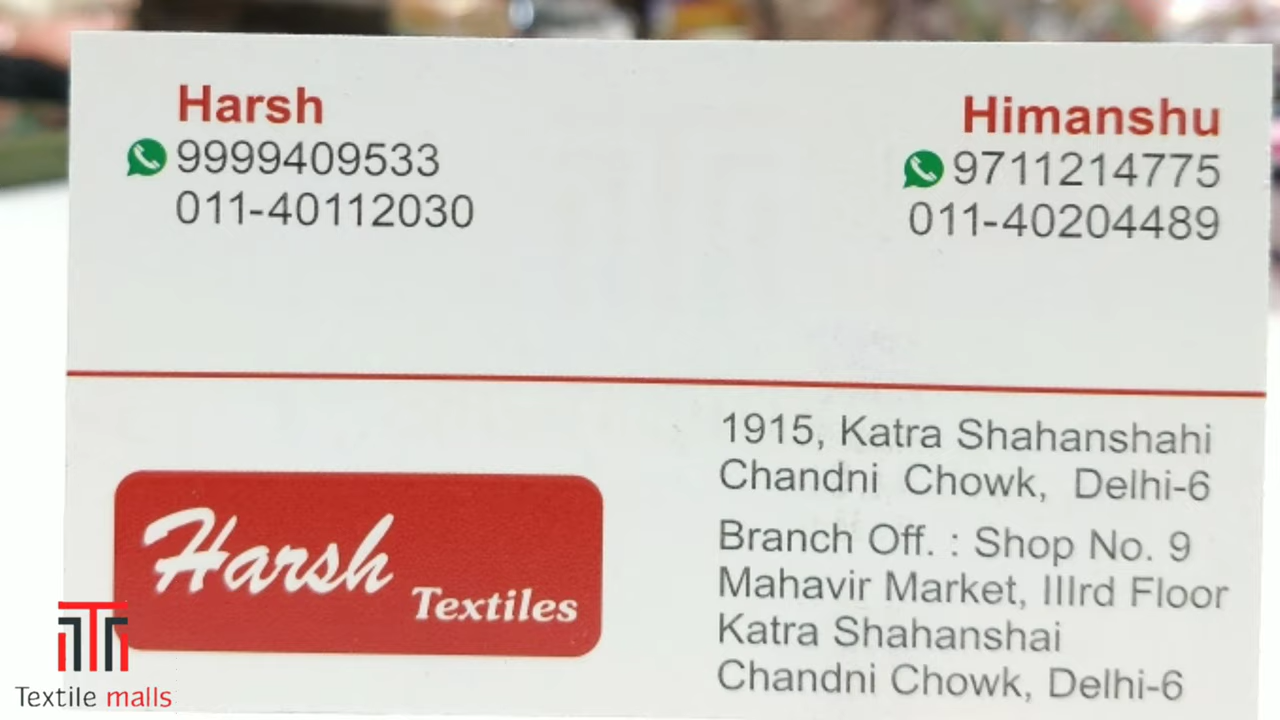 Harsh
9999409533
011-40112030
Himanshu
9711214775
011-40204489
Harsh
Textiles
1915, Katra Shahanshahi
Chandni Chowk, Delhi-6
Branch Off. : Shop No. 9
Mahavir Market, IIIrd Floor
Katra Shahanshai
Chandni Chowk, Delhi-6
Textile malls